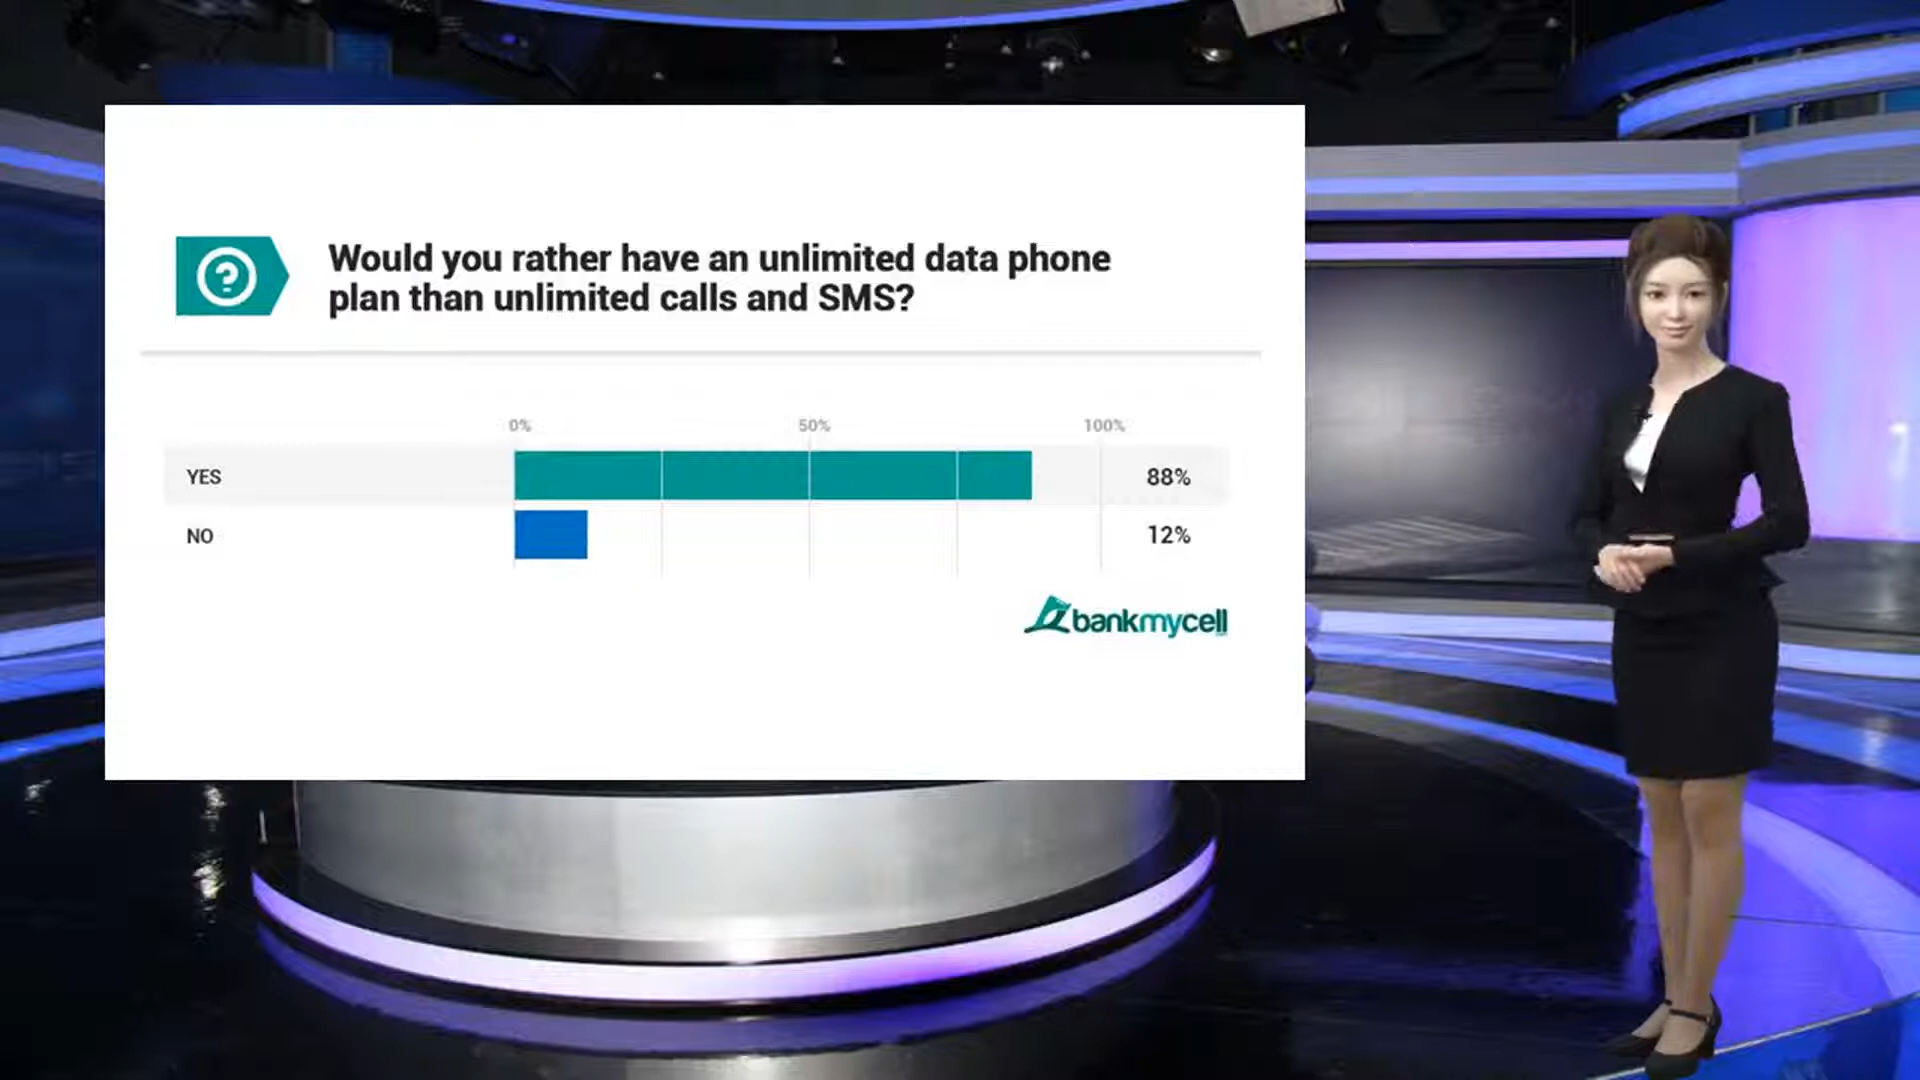 Would you rather have an unlimited data phone
plan than unlimited calls and SMS?
0% 50% 100%
YES 88%
NO 12%
bankmycell